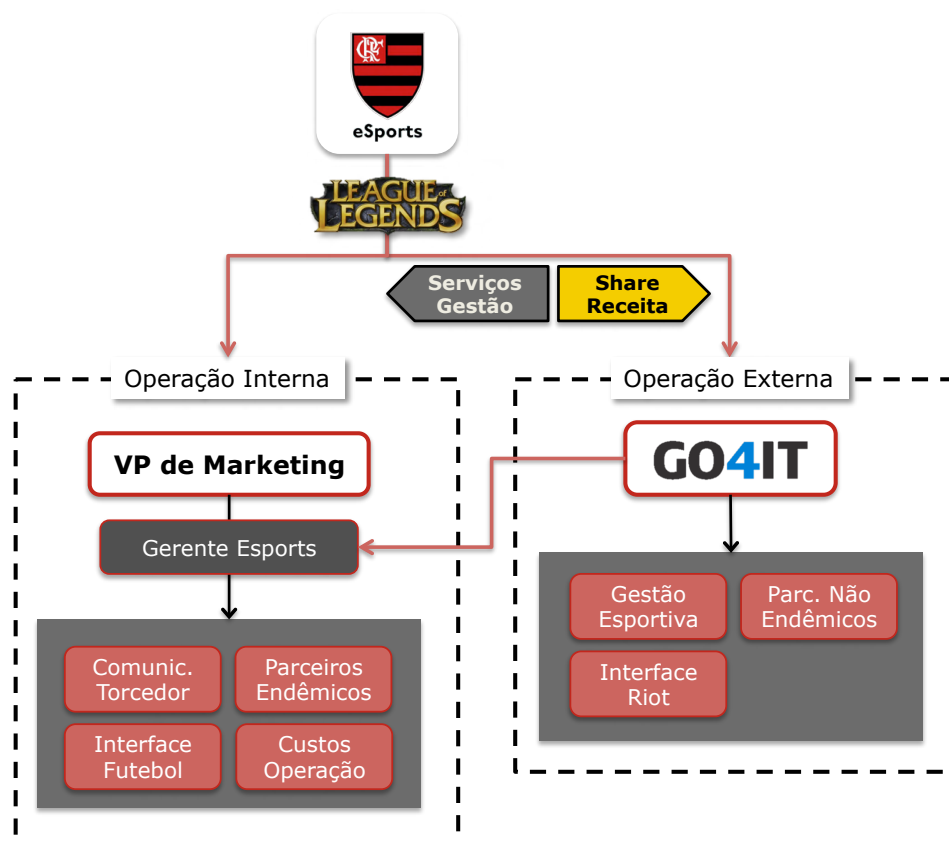 CRF
eSports
LEAGUE of
LEGENDS
Serviços
Gestão
Share
Receita
Operação Interna
Operação Externa
VP de Marketing
GO4IT
Gerente Esports
Gestão
Esportiva
Parc. Não
Endêmicos
Interface
Riot
Comunic.
Torcedor
Parceiros
Endêmicos
Interface
Futebol
Custos
Operação